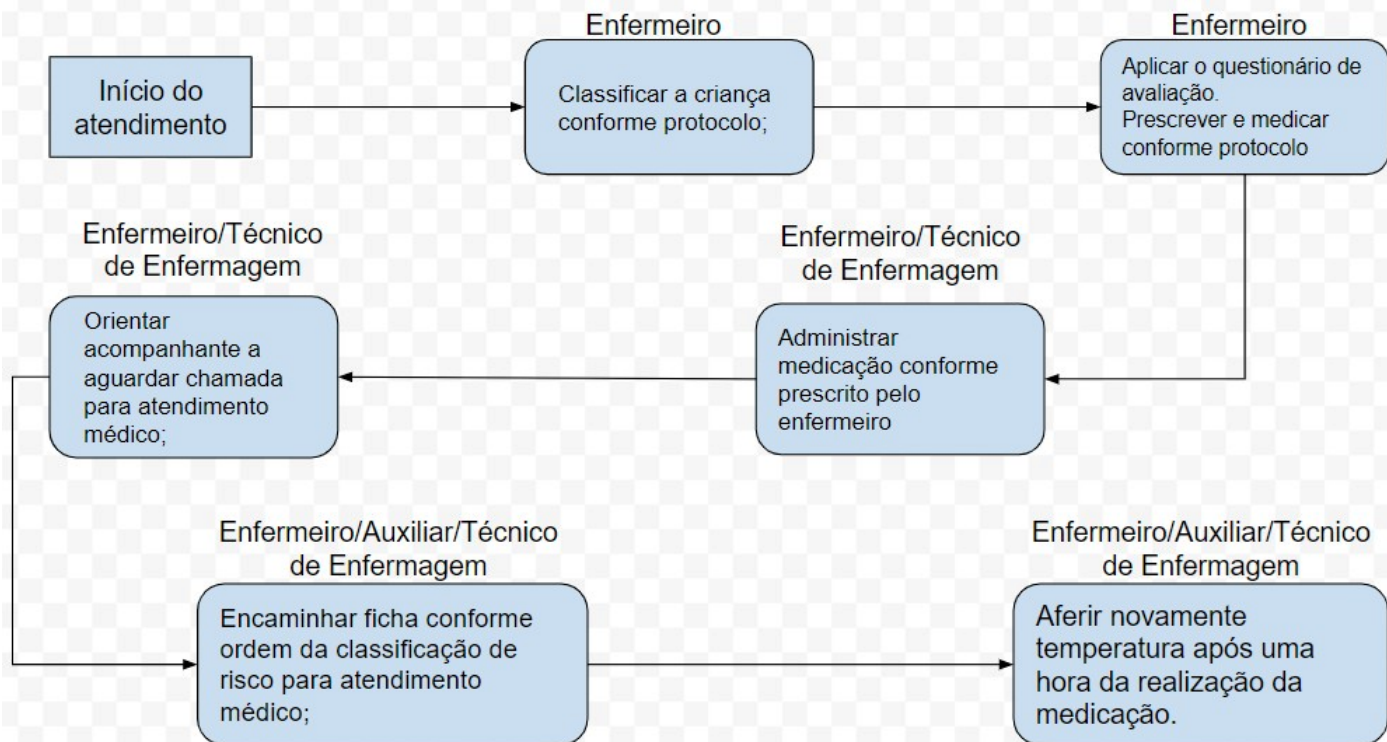 Início do
atendimento
Enfermeiro
Classificar a criança
conforme protocolo;
Enfermeiro
Aplicar o questionário de
avaliação.
Prescrever e medicar
conforme protocolo
Enfermeiro/Técnico
de Enfermagem
Administrar
medicação conforme
prescrito pelo
enfermeiro
Enfermeiro/Técnico
de Enfermagem
Orientar
acompanhante a
aguardar chamada
para atendimento
médico;
Enfermeiro/Auxiliar/Técnico
de Enfermagem
Encaminhar ficha conforme
ordem da classificação de
risco para atendimento
médico;
Enfermeiro/Auxiliar/Técnico
de Enfermagem
Aferir novamente
temperatura após uma
hora da realização da
medicação.